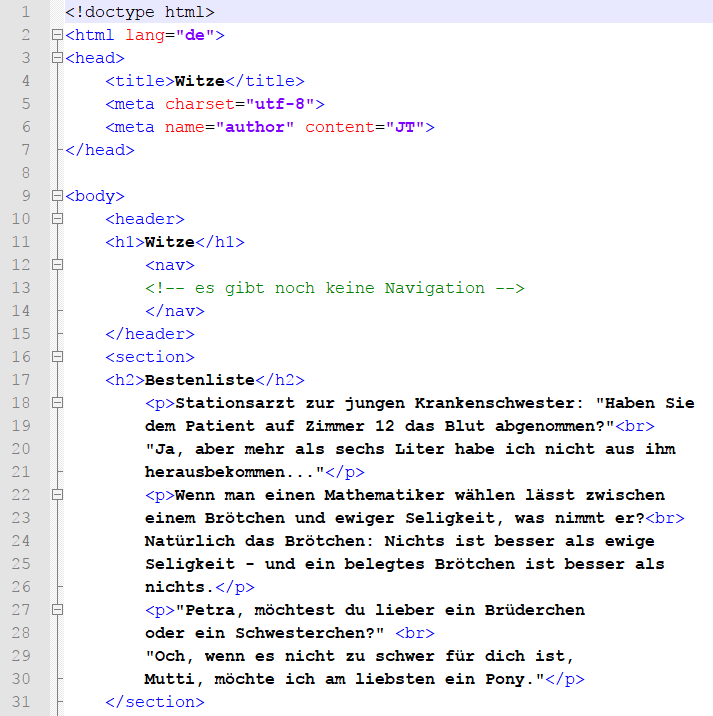 1 <!doctype html>
2 <html lang="de">
3 <head>
4     <title>Witze</title>
5     <meta charset="utf-8">
6     <meta name="author" content="JT">
7 </head>
8
9 <body>
10     <header>
11     <h1>Witze</h1>
12         <nav>
13         <!-- es gibt noch keine Navigation -->
14         </nav>
15     </header>
16     <section>
17     <h2>Bestenliste</h2>
18         <p>Stationsarzt zur jungen Krankenschwester: "Haben Sie
19         dem Patient auf Zimmer 12 das Blut abgenommen?"<br>
20         "Ja, aber mehr als sechs Liter habe ich nicht aus ihm
21         herausbekommen..."</p>
22         <p>Wenn man einen Mathematiker wählen lässt zwischen
23         einem Brötchen und ewiger Seligkeit, was nimmt er?<br>
24         Natürlich das Brötchen: Nichts ist besser als ewige
25         Seligkeit - und ein belegtes Brötchen ist besser als
26         nichts.</p>
27         <p>"Petra, möchtest du lieber ein Brüderchen
28         oder ein Schwesterchen?" <br>
29         "Och, wenn es nicht zu schwer für dich ist,
30         Mutti, möchte ich am liebsten ein Pony."</p>
31     </section>